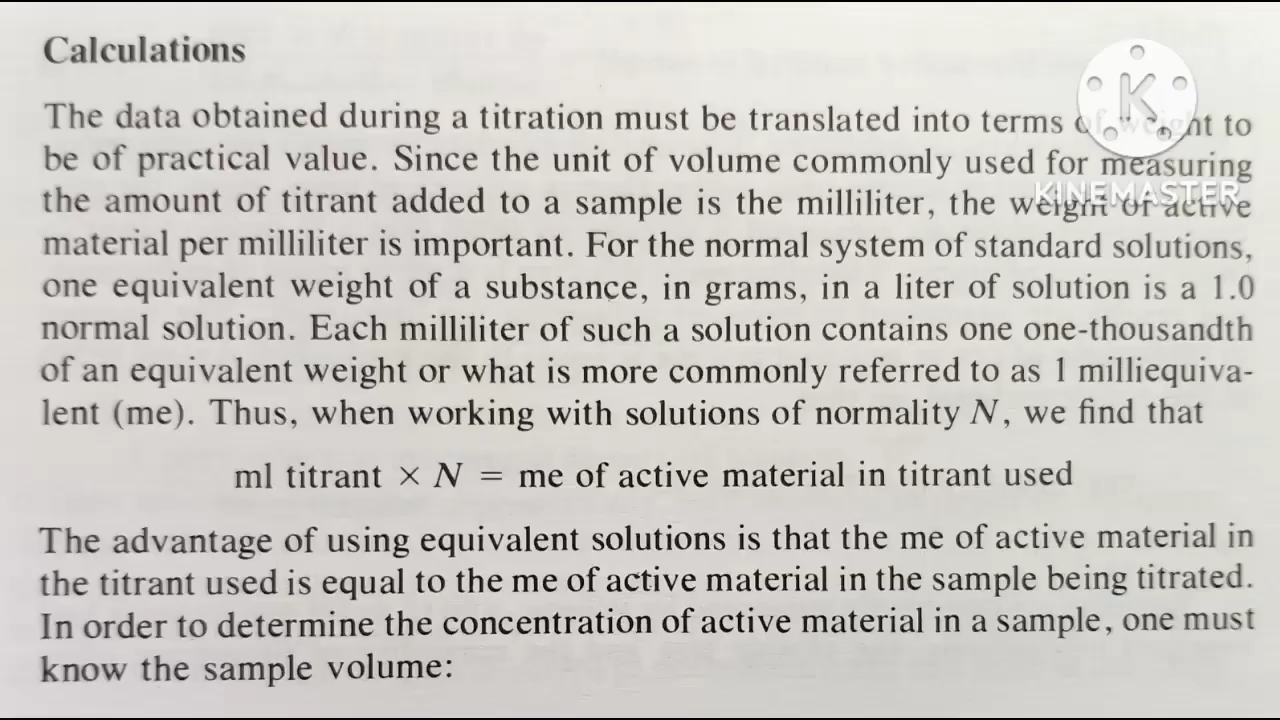 Calculations
The data obtained during a titration must be translated into terms of weight to
be of practical value. Since the unit of volume commonly used for measuring
the amount of titrant added to a sample is the milliliter, the weight of active
material per milliliter is important. For the normal system of standard solutions,
one equivalent weight of a substance, in grams, in a liter of solution is a 1.0
normal solution. Each milliliter of such a solution contains one one-thousandth
of an equivalent weight or what is more commonly referred to as 1 milliequiva-
lent (me). Thus, when working with solutions of normality N, we find that
ml titrant × N = me of active material in titrant used
The advantage of using equivalent solutions is that the me of active material in
the titrant used is equal to the me of active material in the sample being titrated.
In order to determine the concentration of active material in a sample, one must
know the sample volume:
K
KINEMASTER